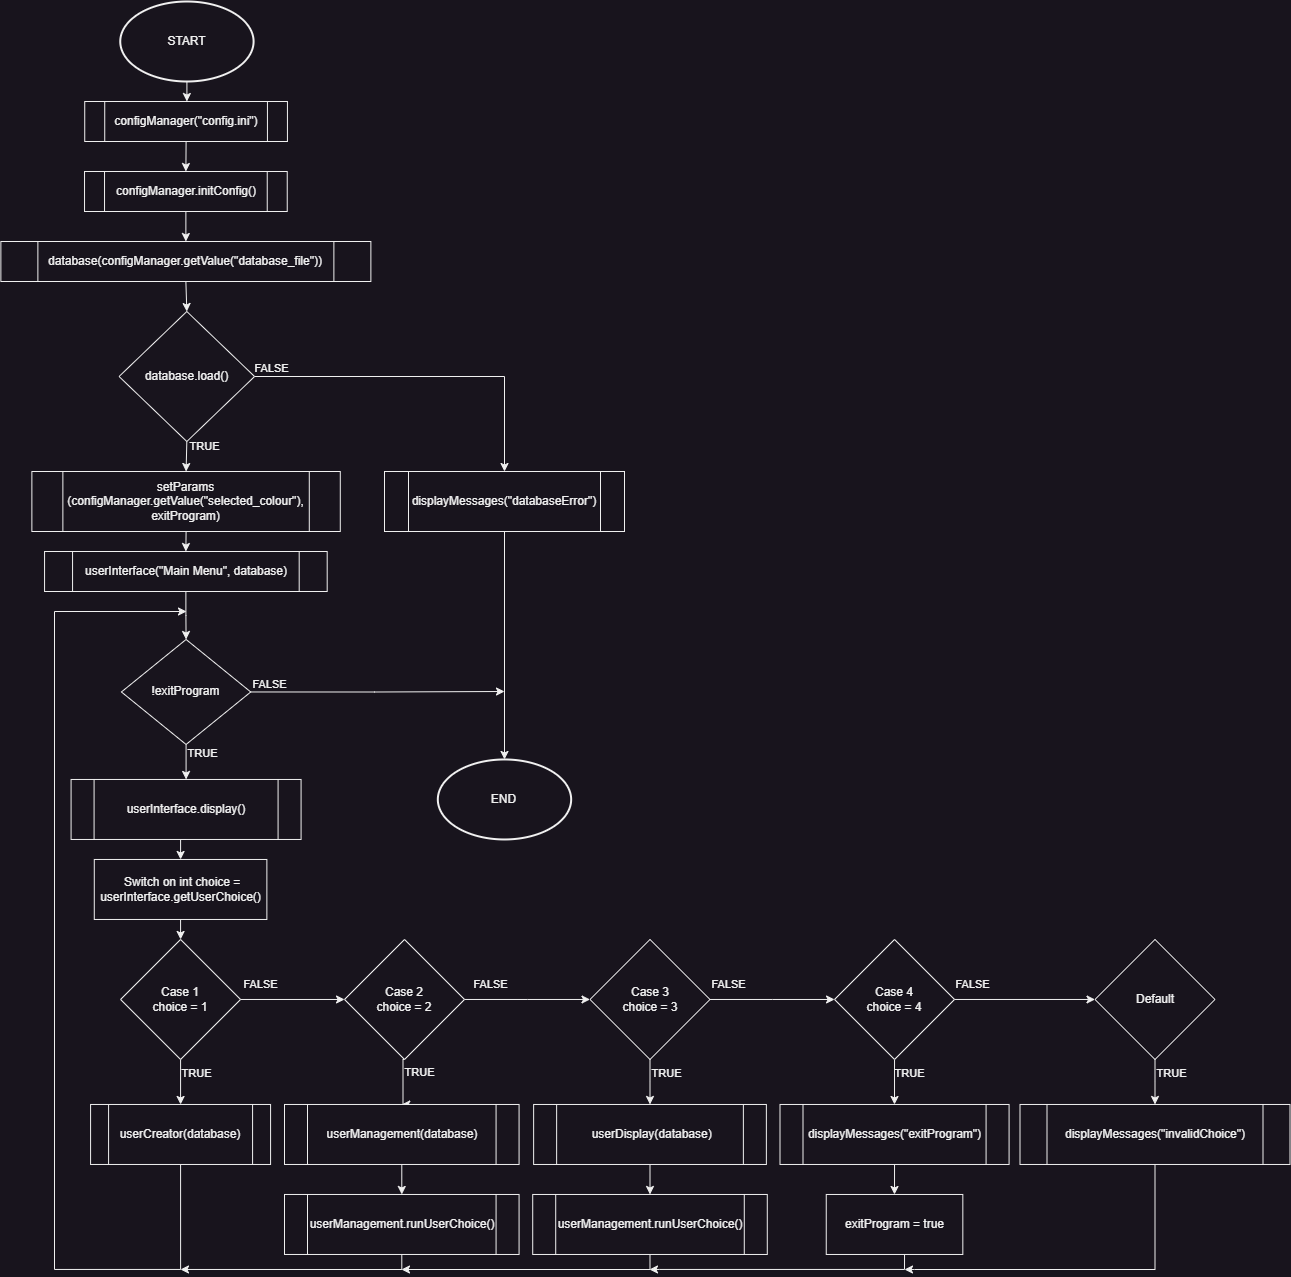 START
configManager("config.ini")
configManager.initConfig()
database(configManager.getValue("database_file"))
database.load()
FALSE
TRUE
setParams
(configManager.getValue("selected_colour"),
exitProgram)
displayMessages("databaseError")
userInterface("Main Menu", database)
!exitProgram
FALSE
TRUE
userInterface.display()
END
Switch on int choice =
userInterface.getUserChoice()
Case 1
choice = 1
FALSE
Case 2
choice = 2
FALSE
Case 3
choice = 3
FALSE
Case 4
choice = 4
FALSE
Default
TRUE
TRUE
TRUE
TRUE
TRUE
userCreator(database)
userManagement(database)
userDisplay(database)
displayMessages("exitProgram")
displayMessages("invalidChoice")
userManagement.runUserChoice()
userManagement.runUserChoice()
exitProgram = true